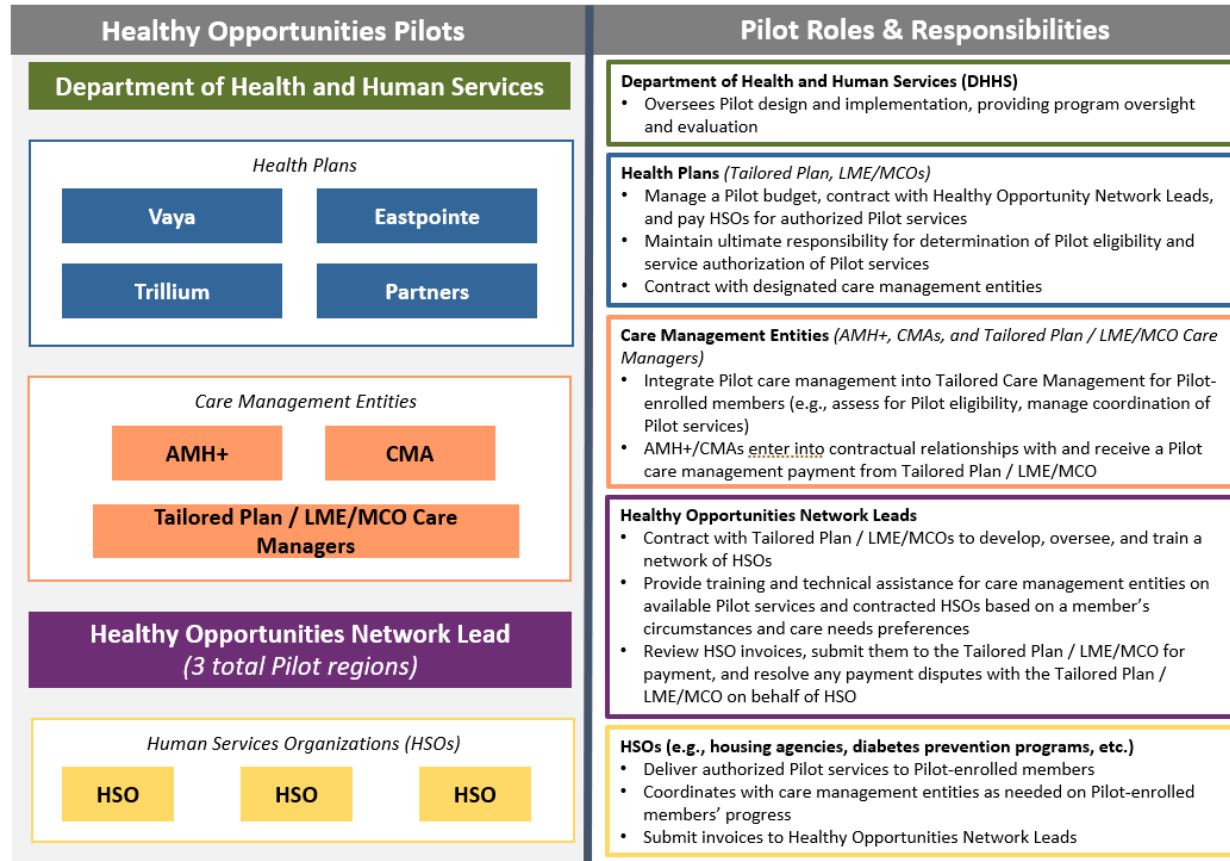 Healthy Opportunities Pilots
Department of Health and Human Services
Health Plans
Vaya
Eastpointe
Trillium
Partners
Care Management Entities
AMH+
CMA
Tailored Plan / LME/MCO Care
Managers
Healthy Opportunities Network Lead
(3 total Pilot regions)
Human Services Organizations (HSOs)
HSO
HSO
HSO
Pilot Roles & Responsibilities
Department of Health and Human Services (DHHS)
• Oversees Pilot design and implementation, providing program oversight
and evaluation
Health Plans (Tailored Plan, LME/MCOs)
• Manage a Pilot budget, contract with Healthy Opportunity Network Leads,
and pay HSOs for authorized Pilot services
• Maintain ultimate responsibility for determination of Pilot eligibility and
service authorization of Pilot services
• Contract with designated care management entities
Care Management Entities (AMH+, CMAs, and Tailored Plan / LME/MCO Care
Managers)
• Integrate Pilot care management into Tailored Care Management for Pilot-
enrolled members (e.g., assess for Pilot eligibility, manage coordination of
Pilot services)
• AMH+/CMAs enter into contractual relationships with and receive a Pilot
care management payment from Tailored Plan / LME/MCO
Healthy Opportunities Network Leads
• Contract with Tailored Plan / LME/MCOs to develop, oversee, and train a
network of HSOs
• Provide training and technical assistance for care management entities on
available Pilot services and contracted HSOs based on a member's
circumstances and care needs preferences
• Review HSO invoices, submit them to the Tailored Plan / LME/MCO for
payment, and resolve any payment disputes with the Tailored Plan /
LME/MCO on behalf of HSO
HSOs (e.g., housing agencies, diabetes prevention programs, etc.)
• Deliver authorized Pilot services to Pilot-enrolled members
• Coordinates with care management entities as needed on Pilot-enrolled
members' progress
• Submit invoices to Healthy Opportunities Network Leads